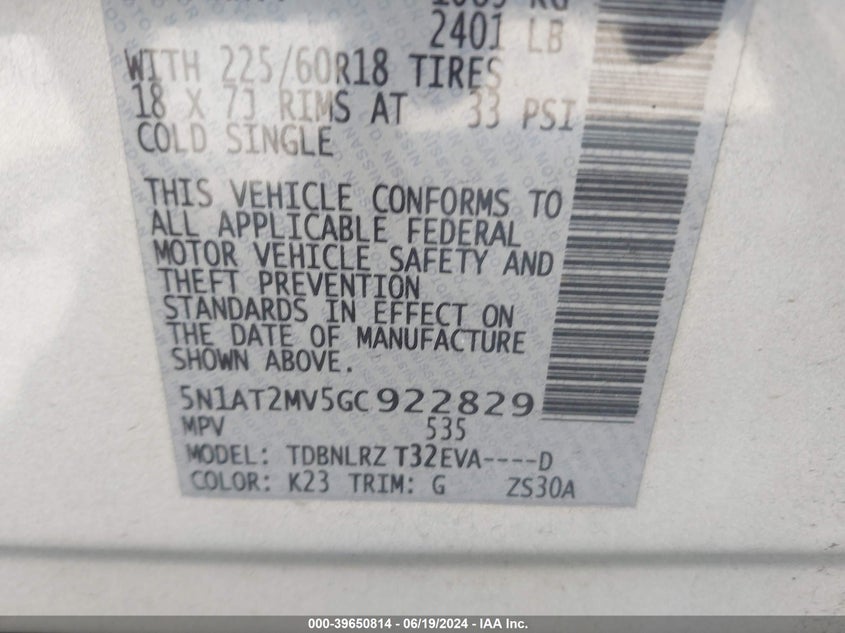 2401 LB
WITH 225/60R18 TIRES
18 X 7J RIMS AT 33 PSI
COLD SINGLE
THIS VEHICLE CONFORMS TO
ALL APPLICABLE FEDERAL
MOTOR VEHICLE SAFETY AND
THEFT PREVENTION
STANDARDS IN EFFECT ON
THE DATE OF MANUFACTURE
SHOWN ABOVE.
5N1AT2MV5GC922829
MPV 535
MODEL: TDBNLRZ T32EVA----D
COLOR: K23 TRIM: G ZS30A
000-39650814 - 06/19/2024 - IAA Inc.